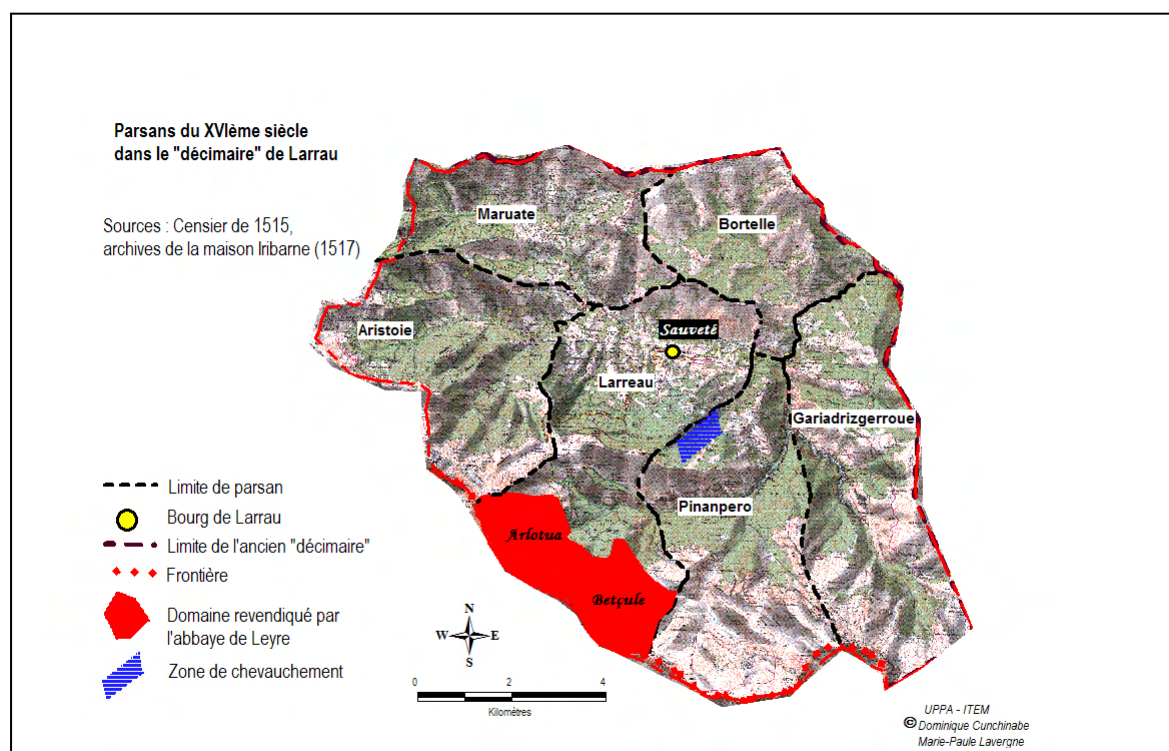 Parsans du XVIème siècle
dans le "décimaire" de Larrau
Sources : Censier de 1515,
archives de la maison Iribarne (1517)
Maruate
Bortelle
Aristoie
Sauveté
Larreau
Gariadrizgerroue
Pinanpero
Arlotua
Betçule
Limite de parsan
Bourg de Larrau
Limite de l'ancien "décimaire"
Frontière
Domaine revendiqué par
l'abbaye de Leyre
Zone de chevauchement
N
W E
S
0 2 4
Kilomètres
UPPA - ITEM
© Dominique Cunchinabe
Marie-Paule Lavergne